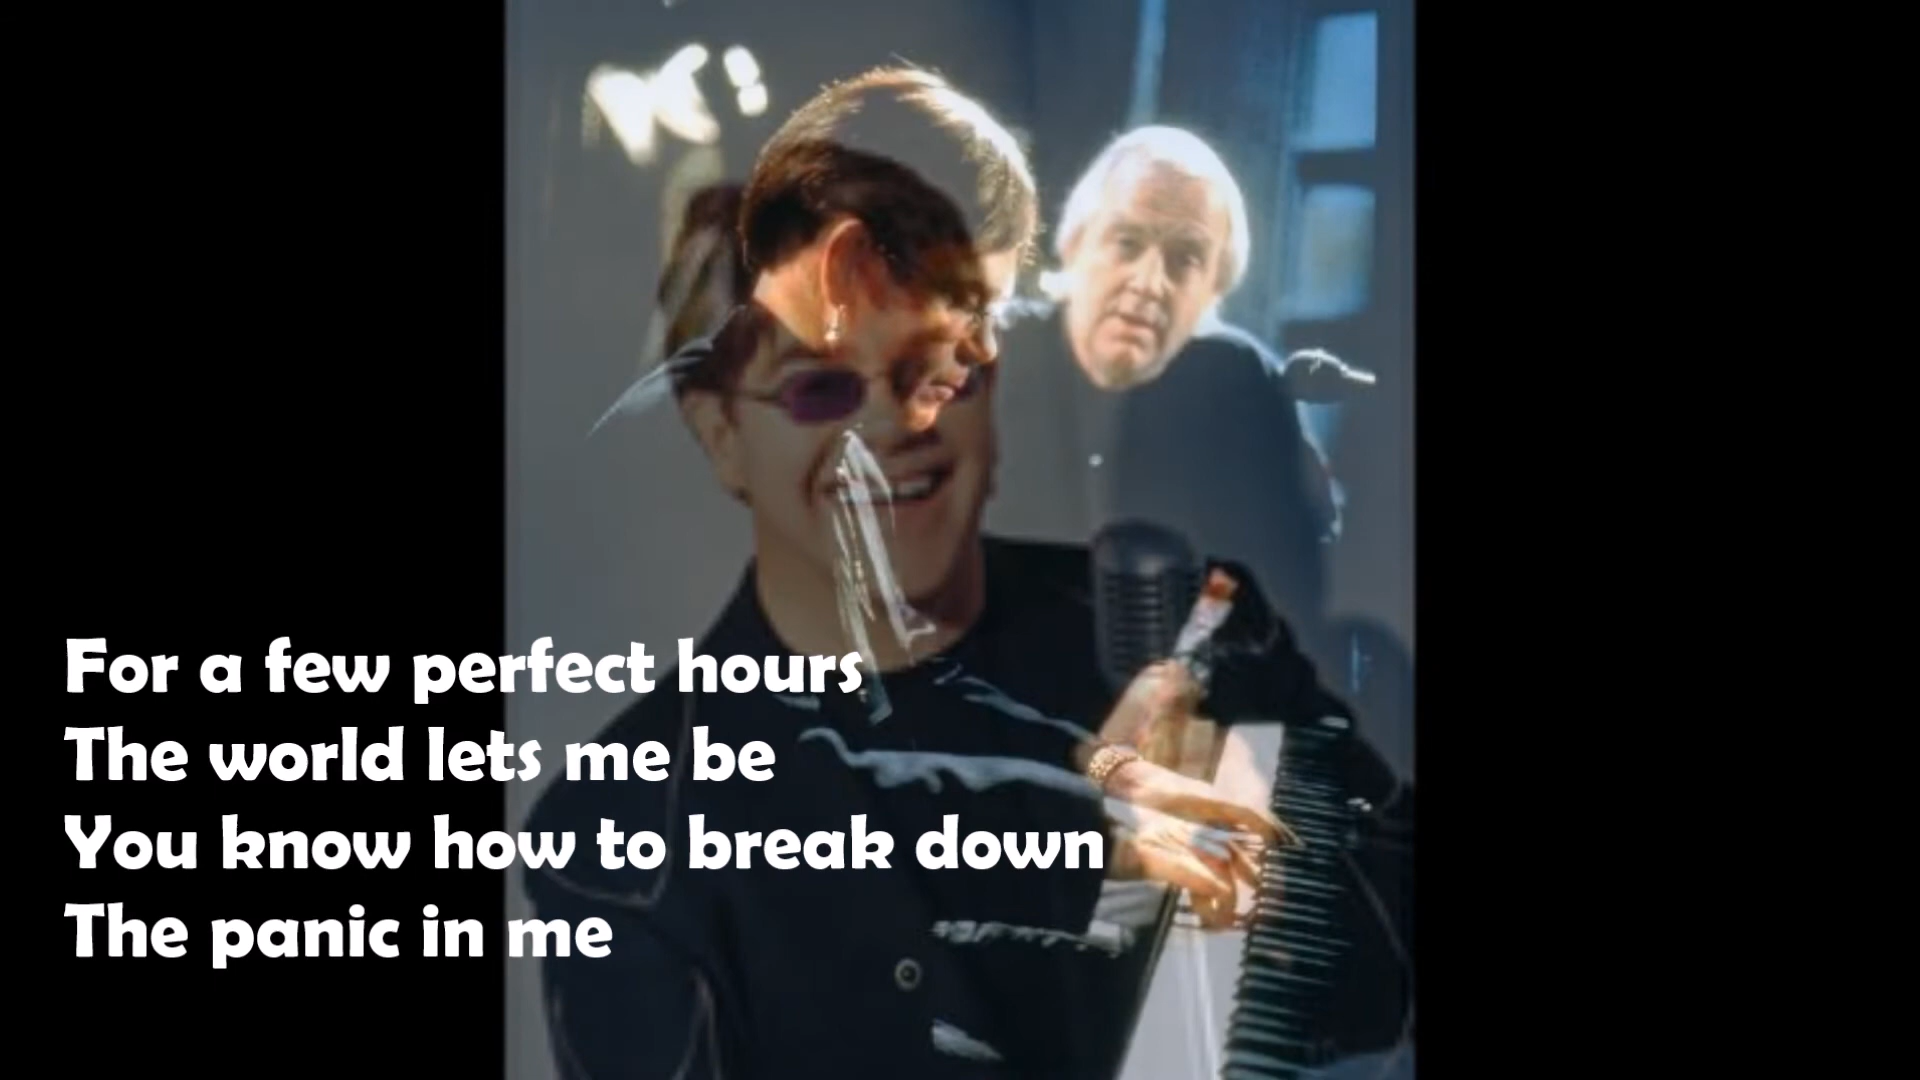 For a few perfect hours
The world lets me be
You know how to break down
The panic in me